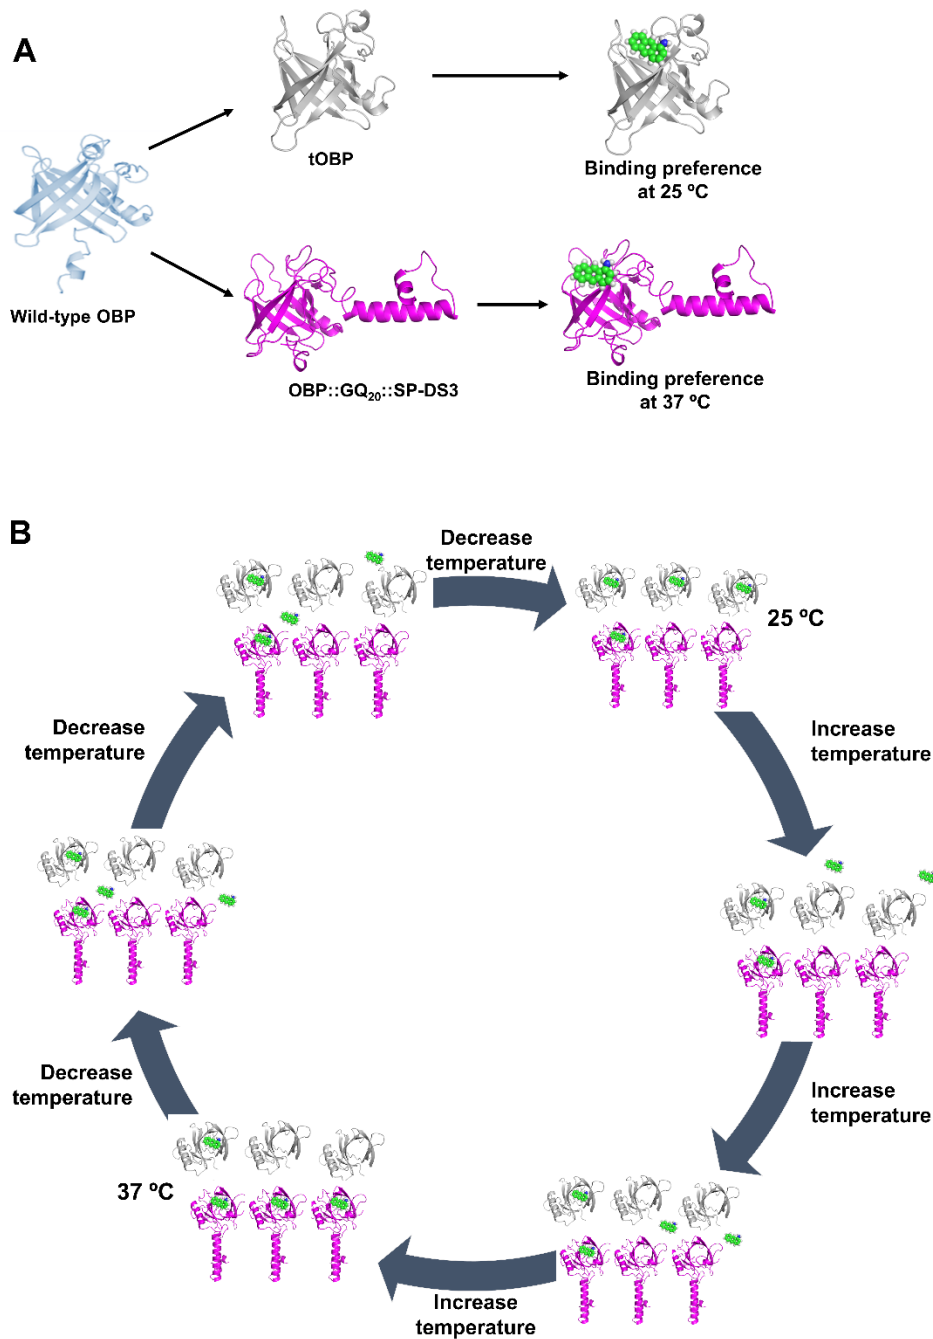 A
tOBP
Binding preference
at 25 ºC
Wild-type OBP
OBP::GQ₂₀::SP-DS3
Binding preference
at 37 ºC
B
Decrease
temperature
25 ºC
Decrease
temperature
Increase
temperature
Decrease
temperature
Increase
temperature
37 ºC
Increase
temperature